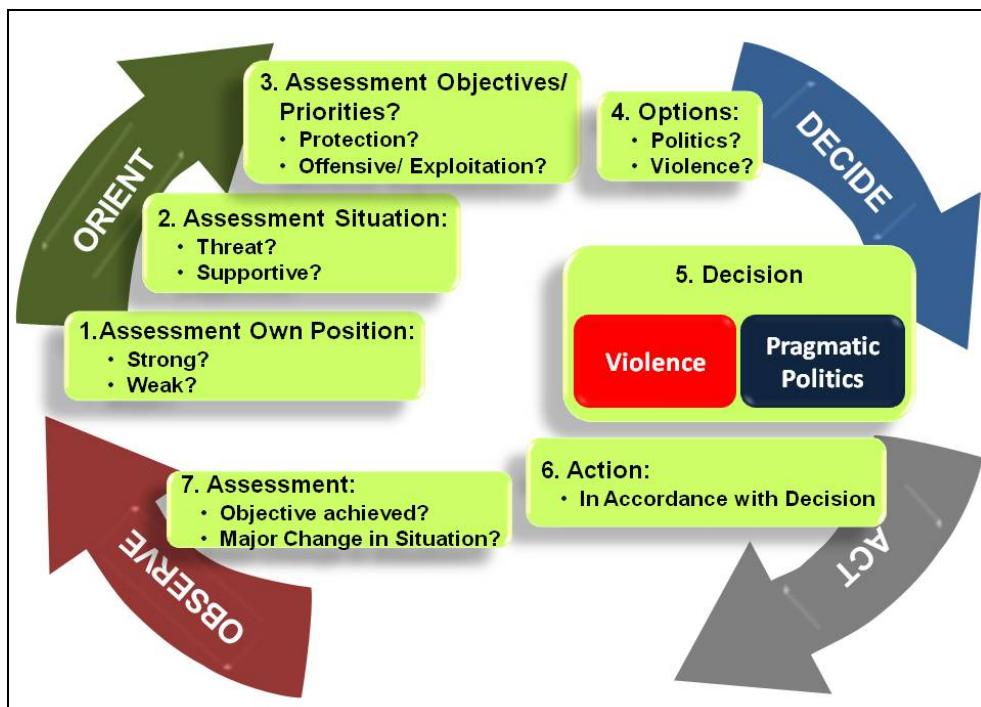 ORIENT
3. Assessment Objectives/
Priorities?
• Protection?
• Offensive/ Exploitation?
4. Options:
• Politics?
• Violence?
DECIDE
2. Assessment Situation:
• Threat?
• Supportive?
1.Assessment Own Position:
• Strong?
• Weak?
5. Decision
Violence
Pragmatic
Politics
6. Action:
• In Accordance with Decision
ACT
7. Assessment:
• Objective achieved?
• Major Change in Situation?
OBSERVE